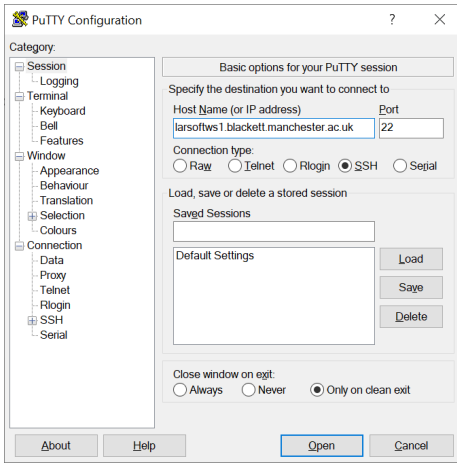 PuTTY Configuration
?
Category:
Session
Logging
Terminal
Keyboard
Bell
Features
Window
Appearance
Behaviour
Translation
Selection
Colours
Connection
Data
Proxy
Telnet
Rlogin
SSH
Serial
Basic options for your PuTTY session
Specify the destination you want to connect to
Host Name (or IP address) Port
larsoftws1.blackett.manchester.ac.uk 22
Connection type:
Raw Telnet Rlogin SSH Serial
Load, save or delete a stored session
Saved Sessions
Default Settings
Load
Save
Delete
Close window on exit:
Always Never Only on clean exit
About Help Open Cancel